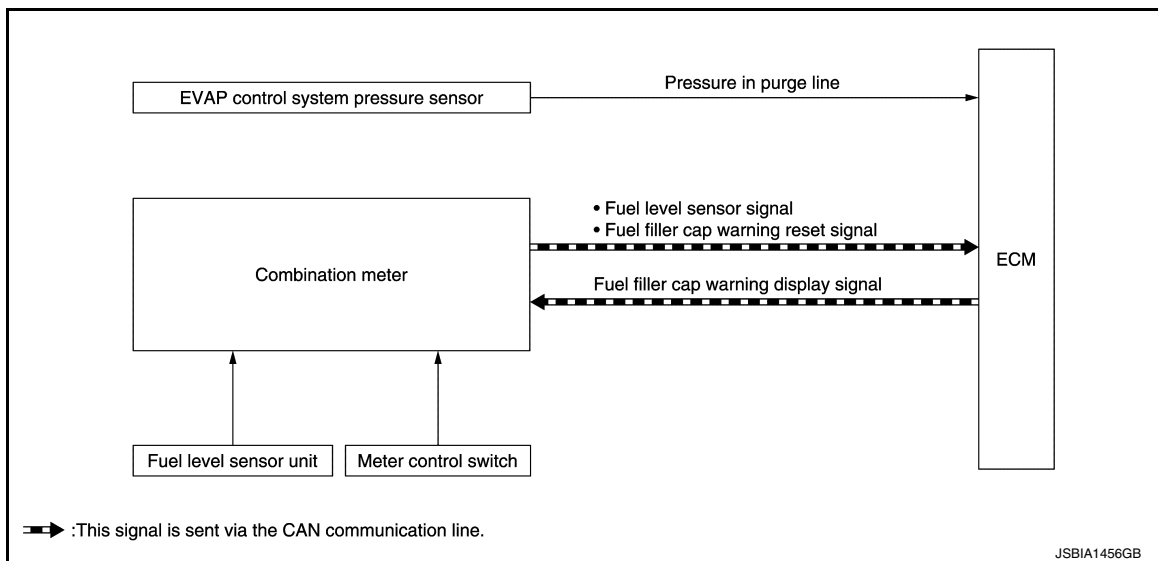 EVAP control system pressure sensor
Pressure in purge line
• Fuel level sensor signal
• Fuel filler cap warning reset signal
Combination meter
ECM
Fuel filler cap warning display signal
Fuel level sensor unit
Meter control switch
:This signal is sent via the CAN communication line.
JSBIA1456GB